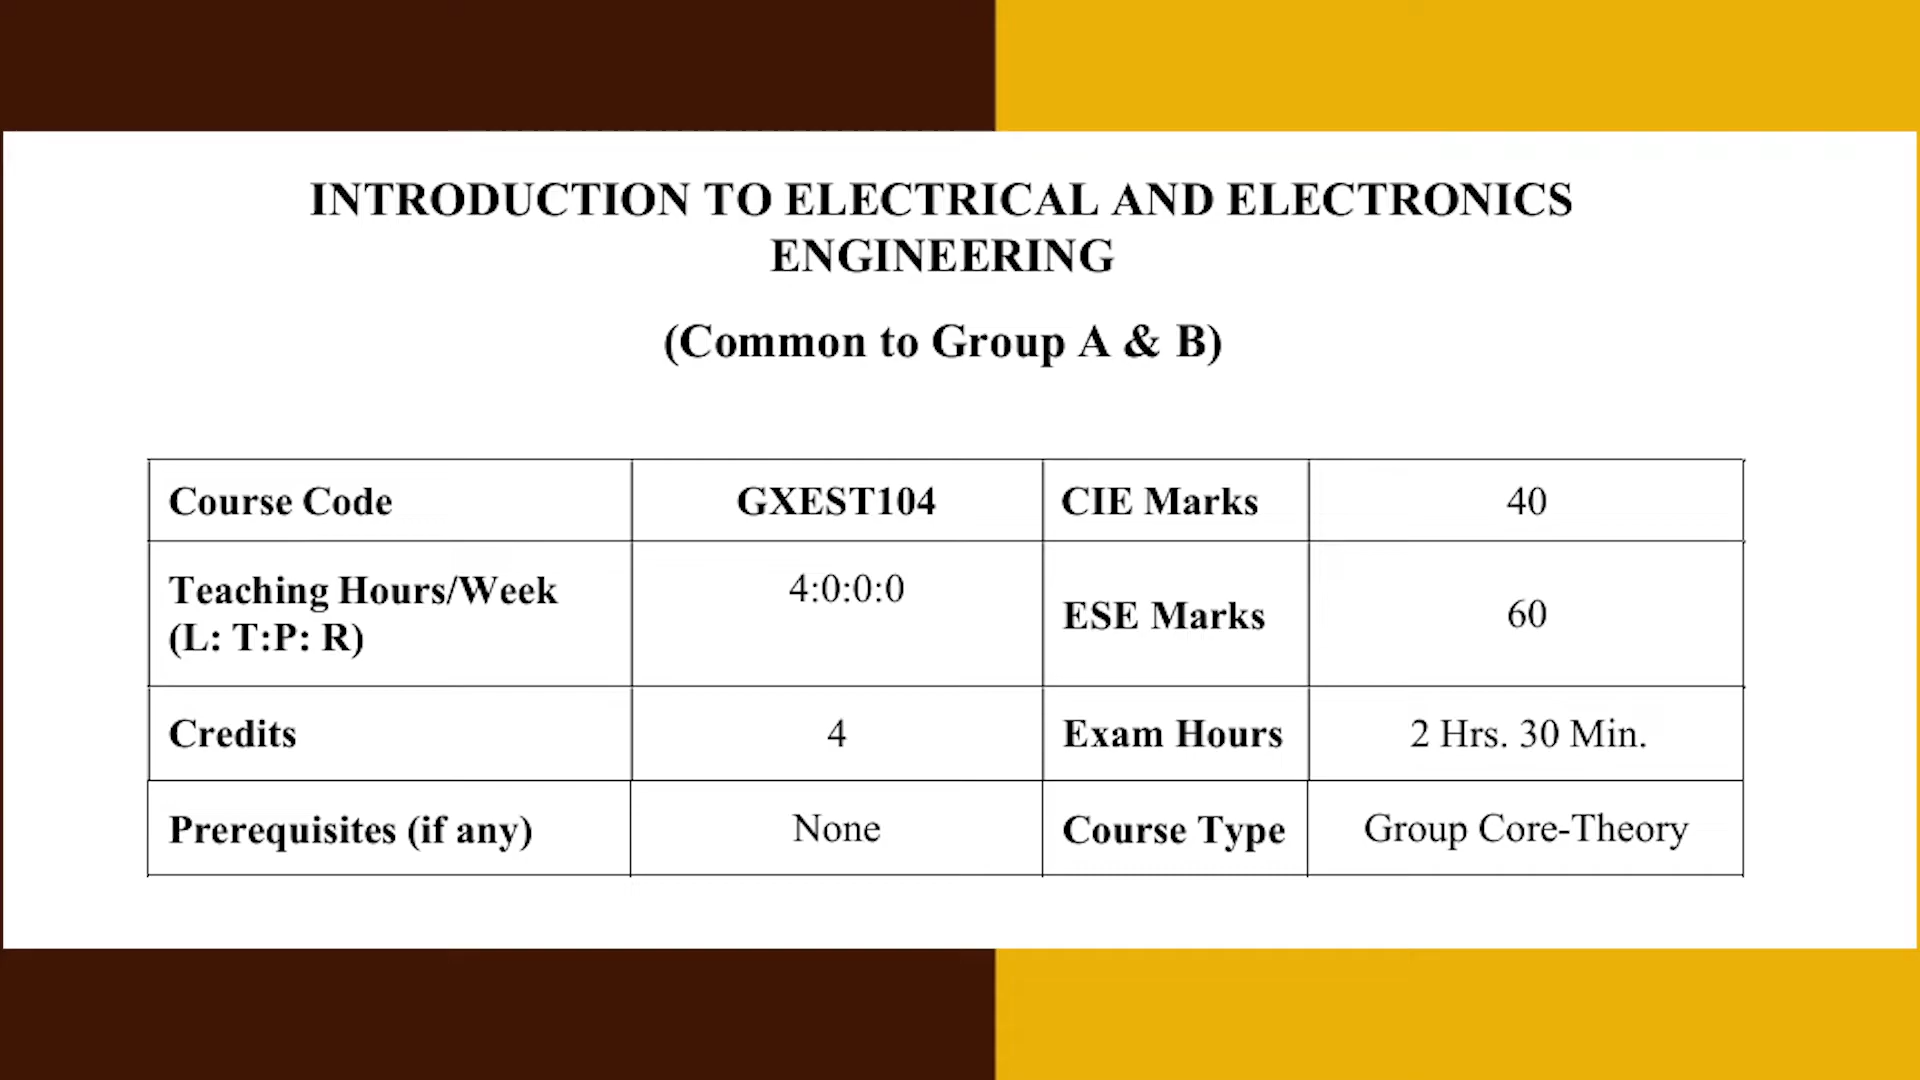 INTRODUCTION TO ELECTRICAL AND ELECTRONICS
ENGINEERING
(Common to Group A & B)
Course Code GXEST104 CIE Marks 40
Teaching Hours/Week
(L: T:P: R) 4:0:0:0 ESE Marks 60
Credits 4 Exam Hours 2 Hrs. 30 Min.
Prerequisites (if any) None Course Type Group Core-Theory